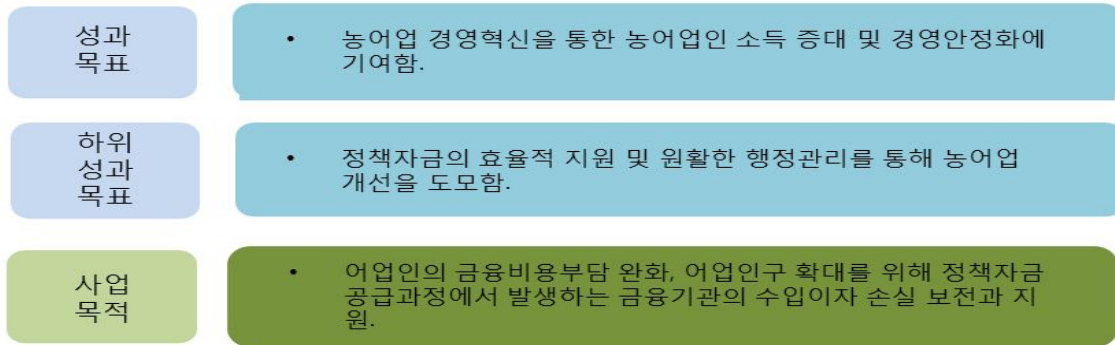 성과
목표
• 농어업 경영혁신을 통한 농어업인 소득 증대 및 경영안정화에
기여함.
하위
성과
목표
• 정책자금의 효율적 지원 및 원활한 행정관리를 통해 농어업
개선을 도모함.
사업
목적
• 어업인의 금융비용부담 완화, 어업인구 확대를 위해 정책자금
공급과정에서 발생하는 금융기관의 수입이자 손실 보전과 지
원.